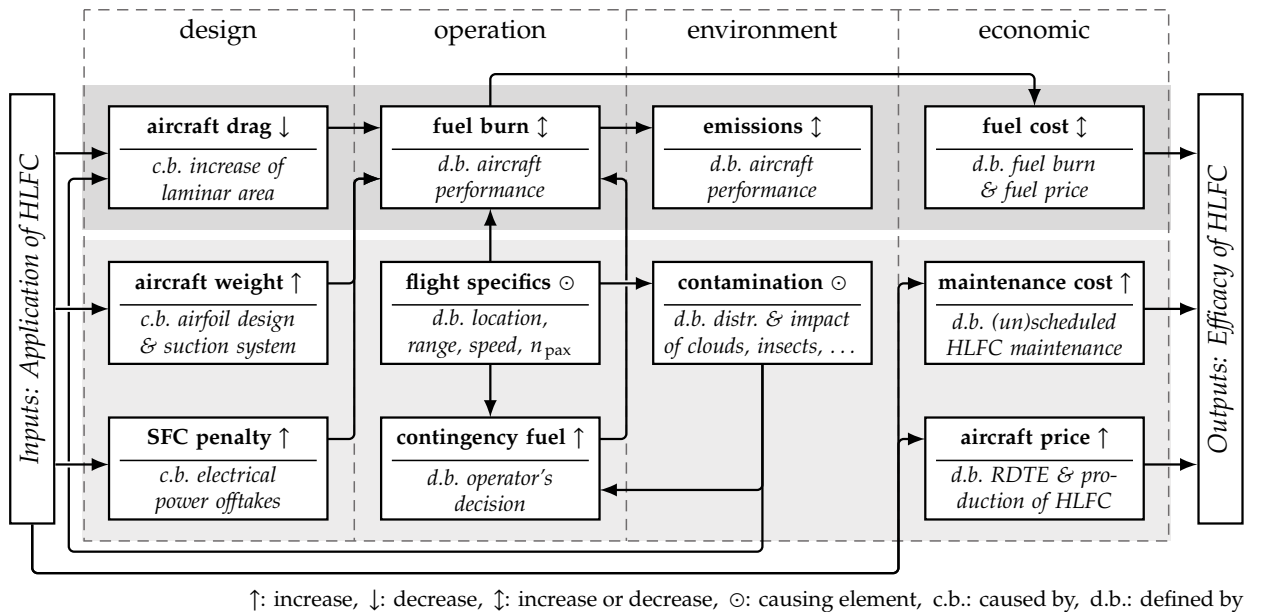 design
operation
environment
economic
Inputs: Application of HLFC
aircraft drag ↓
c.b. increase of
laminar area
fuel burn ↕
d.b. aircraft
performance
emissions ↕
d.b. aircraft
performance
fuel cost ↕
d.b. fuel burn
& fuel price
aircraft weight ↑
c.b. airfoil design
& suction system
flight specifics ⊙
d.b. location,
range, speed, n_pax
contamination ⊙
d.b. distr. & impact
of clouds, insects, ...
maintenance cost ↑
d.b. (un)scheduled
HLFC maintenance
SFC penalty ↑
c.b. electrical
power offtakes
contingency fuel ↑
d.b. operator's
decision
aircraft price ↑
d.b. RDTE & pro-
duction of HLFC
Outputs: Efficacy of HLFC
↑: increase, ↓: decrease, ↕: increase or decrease, ⊙: causing element, c.b.: caused by, d.b.: defined by